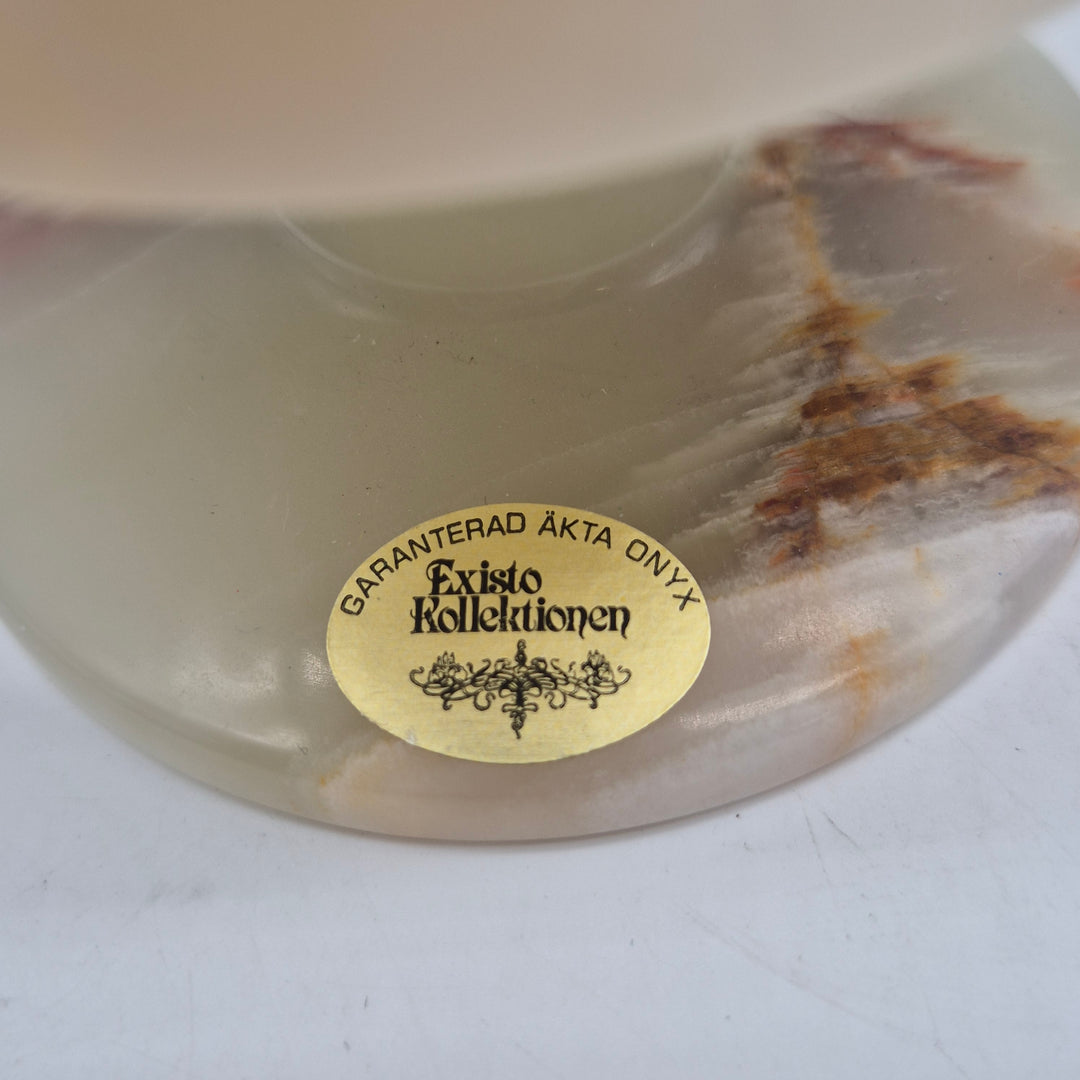 GARANTERAD ÄKTA ONYX
Existo
Kollektionen